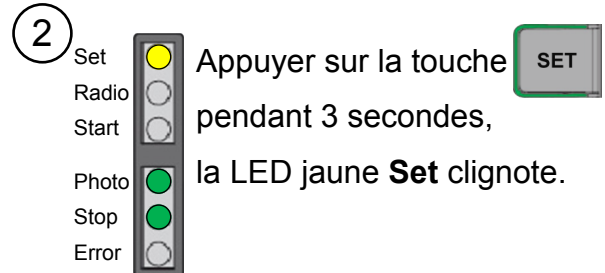 2
Set
Radio
Start
Photo
Stop
Error
Appuyer sur la touche SET
pendant 3 secondes,
la LED jaune Set clignote.